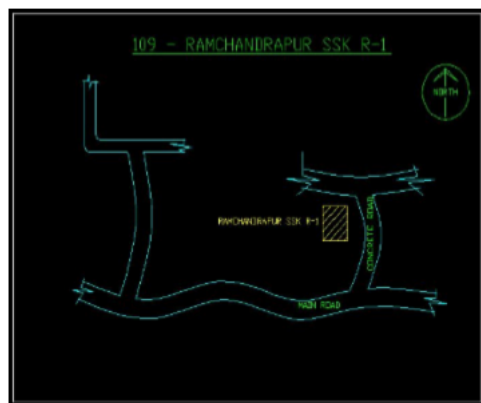 109 - RAMCHANDRAPUR SSK R-1
NORTH
RAMCHANDRAPUR SSK R-1
CONCRETE ROAD
MAIN ROAD